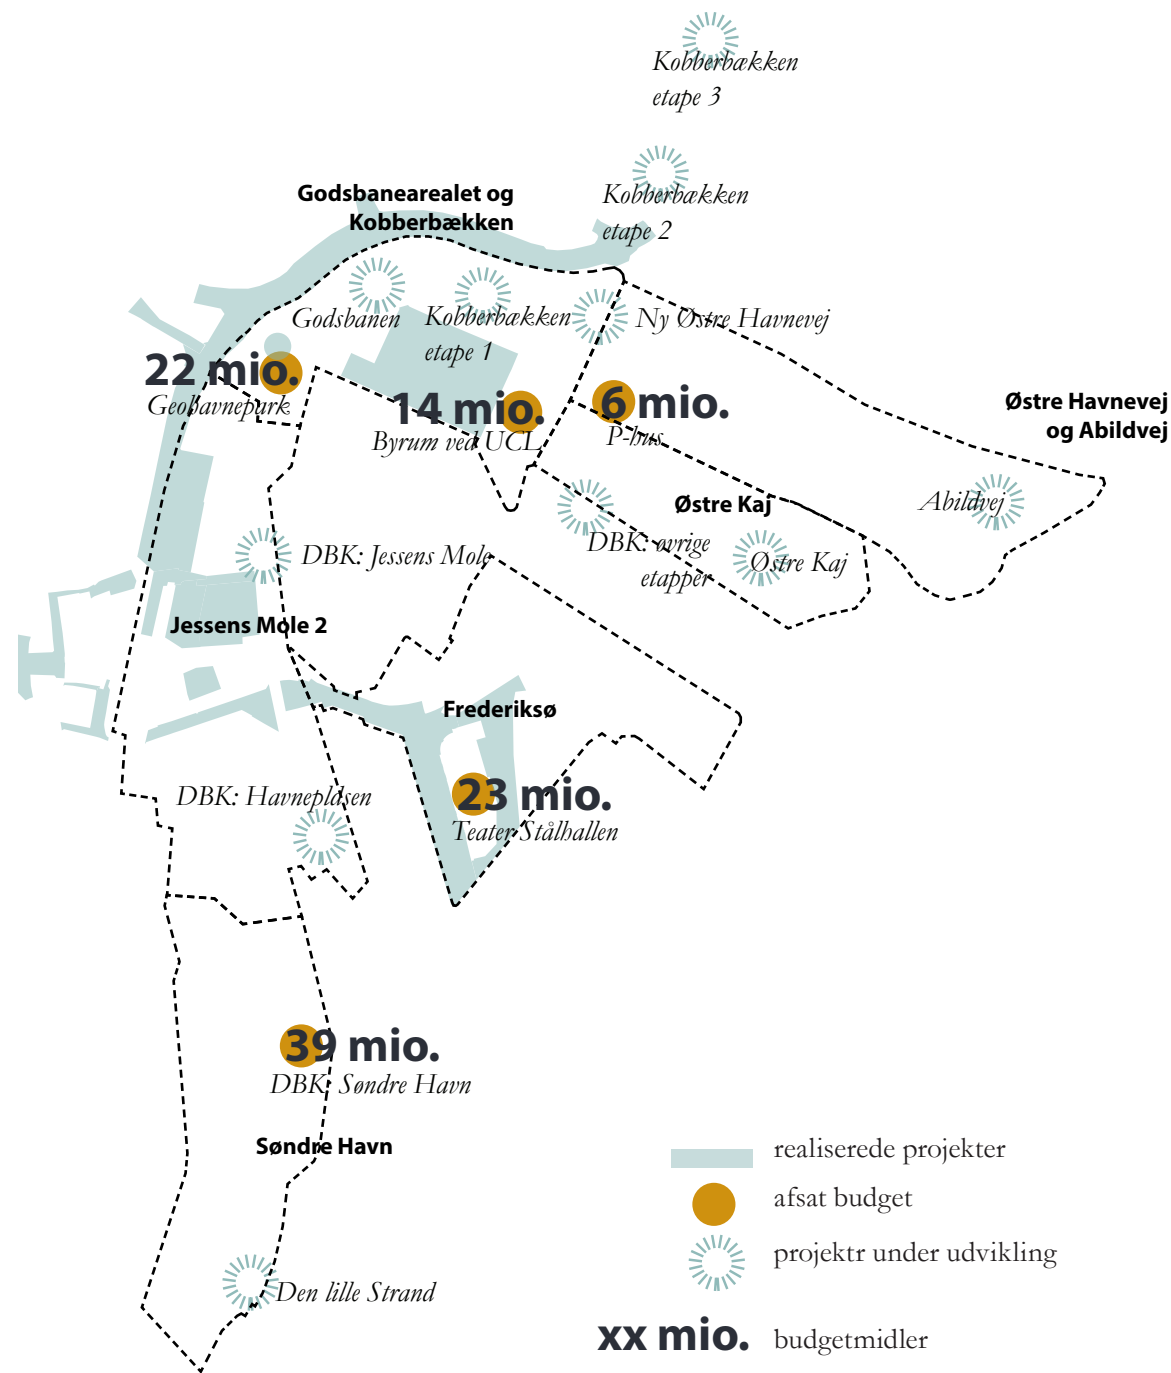 Kobberbækken
etape 3
Kobberbækken
etape 2
Godsbanearealet og
Kobberbækken
Godsbanen
Kobberbækken
etape 1
Ny Østre Havnevej
22 mio.
Geohavnepark
14 mio.
Byrum ved UCL
6 mio.
P-hus
Østre Havnevej
og Abildvej
Abildvej
Østre Kaj
DBK: øvrige
etapper
Østre Kaj
DBK: Jessens Mole
Jessens Mole 2
Frederiksø
23 mio.
Teater Stålhallen
DBK: Havnepldsen
39 mio.
DBK: Søndre Havn
Søndre Havn
Den lille Strand
realiserede projekter
afsat budget
projektr under udvikling
xx mio.
budgetmidler